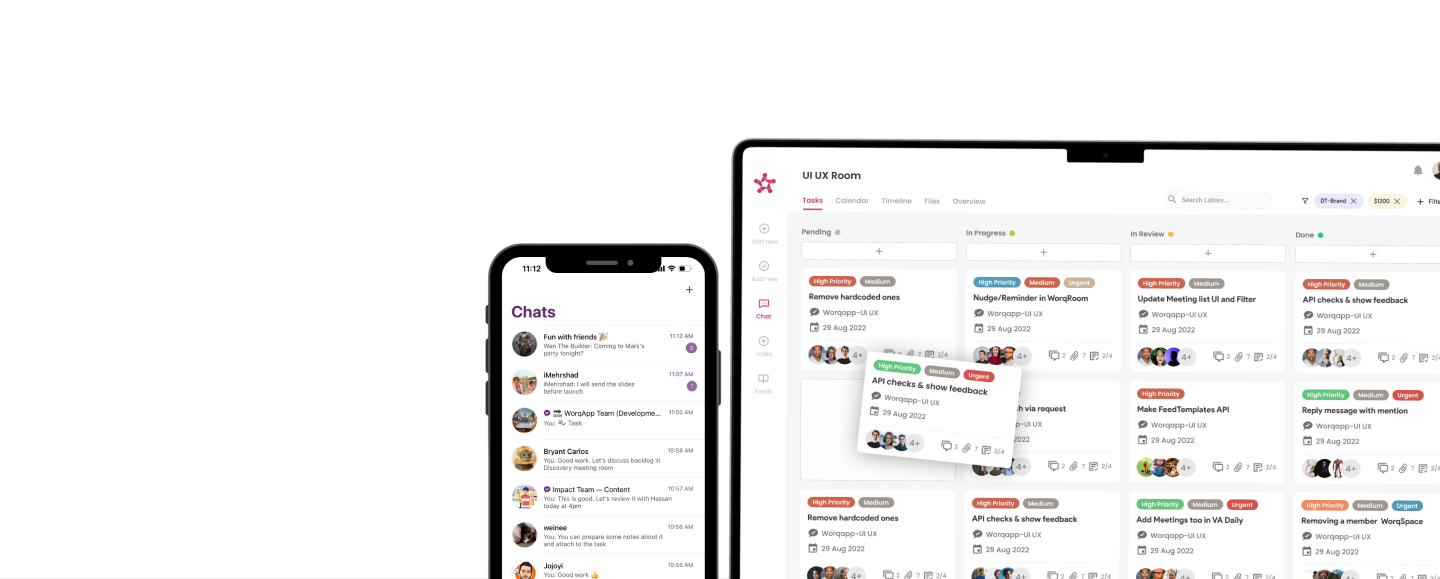 11:12
+
Chats
Fun with friends 🎉
11:12 AM
Wan The Builder: Coming to Mark's
party tonight?
3
iMehrshad
11:07 AM
iMehrshad: I will send the slides
before launch
1
🔜 WorqApp Team (Developme...
11:00 AM
You: Task
Bryant Carlos
10:58 AM
You: Good work. Let's discuss backlog in
Discovery meeting room
Impact Team — Content
10:57 AM
You: This is good. Let's review it with Hassan
today at 4pm
weinee
10:56 AM
You: You can prepare some notes about it
and attach to the task
Jojoyi
10:55 AM
You: Good work 👍
UI UX Room
Tasks Calendar Timeline Files Overview
Search Lables...
DT-Brand ✕
$1200 ✕
+ Filte
Add new
Add new
Chat
Tasks
Feeds
Pending
+
High Priority Medium
Remove hardcoded ones
Worqapp-UI UX
29 Aug 2022
4+ 2 7 2/4
High Priority Medium Urgent
API checks & show feedback
Worqapp-UI UX
29 Aug 2022
4+ 2 7 2/4
High Priority Medium
Remove hardcoded ones
Worqapp-UI UX
29 Aug 2022
4+ 2 7 2/4
In Progress
+
High Priority Medium Urgent
Nudge/Reminder in WorqRoom
Worqapp-UI UX
29 Aug 2022
4+ 2 7 2/4
via request
UI UX
2022
4+ 2 7 2/4
High Priority Medium
API checks & show feedback
Worqapp-UI UX
29 Aug 2022
4+ 2 7 2/4
In Review
+
High Priority Medium
Update Meeting list UI and Filter
Worqapp-UI UX
29 Aug 2022
4+ 2 7 2/4
High Priority
Make FeedTemplates API
Worqapp-UI UX
29 Aug 2022
4+ 2 7 2/4
High Priority Medium Urgent
Add Meetings too in VA Daily
Worqapp-UI UX
29 Aug 2022
4+ 2 7 2/4
Done
+
High Priority Medium
API checks & show feedback
Worqapp-UI UX
29 Aug 2022
4+ 2 7 2/4
High Priority Medium Urgent
Reply message with mention
Worqapp-UI UX
29 Aug 2022
4+ 2 7 2/4
High Priority Medium Urgent
Removing a member WorqSpace
Worqapp-UI UX
29 Aug 2022
4+ 2 7 2/4